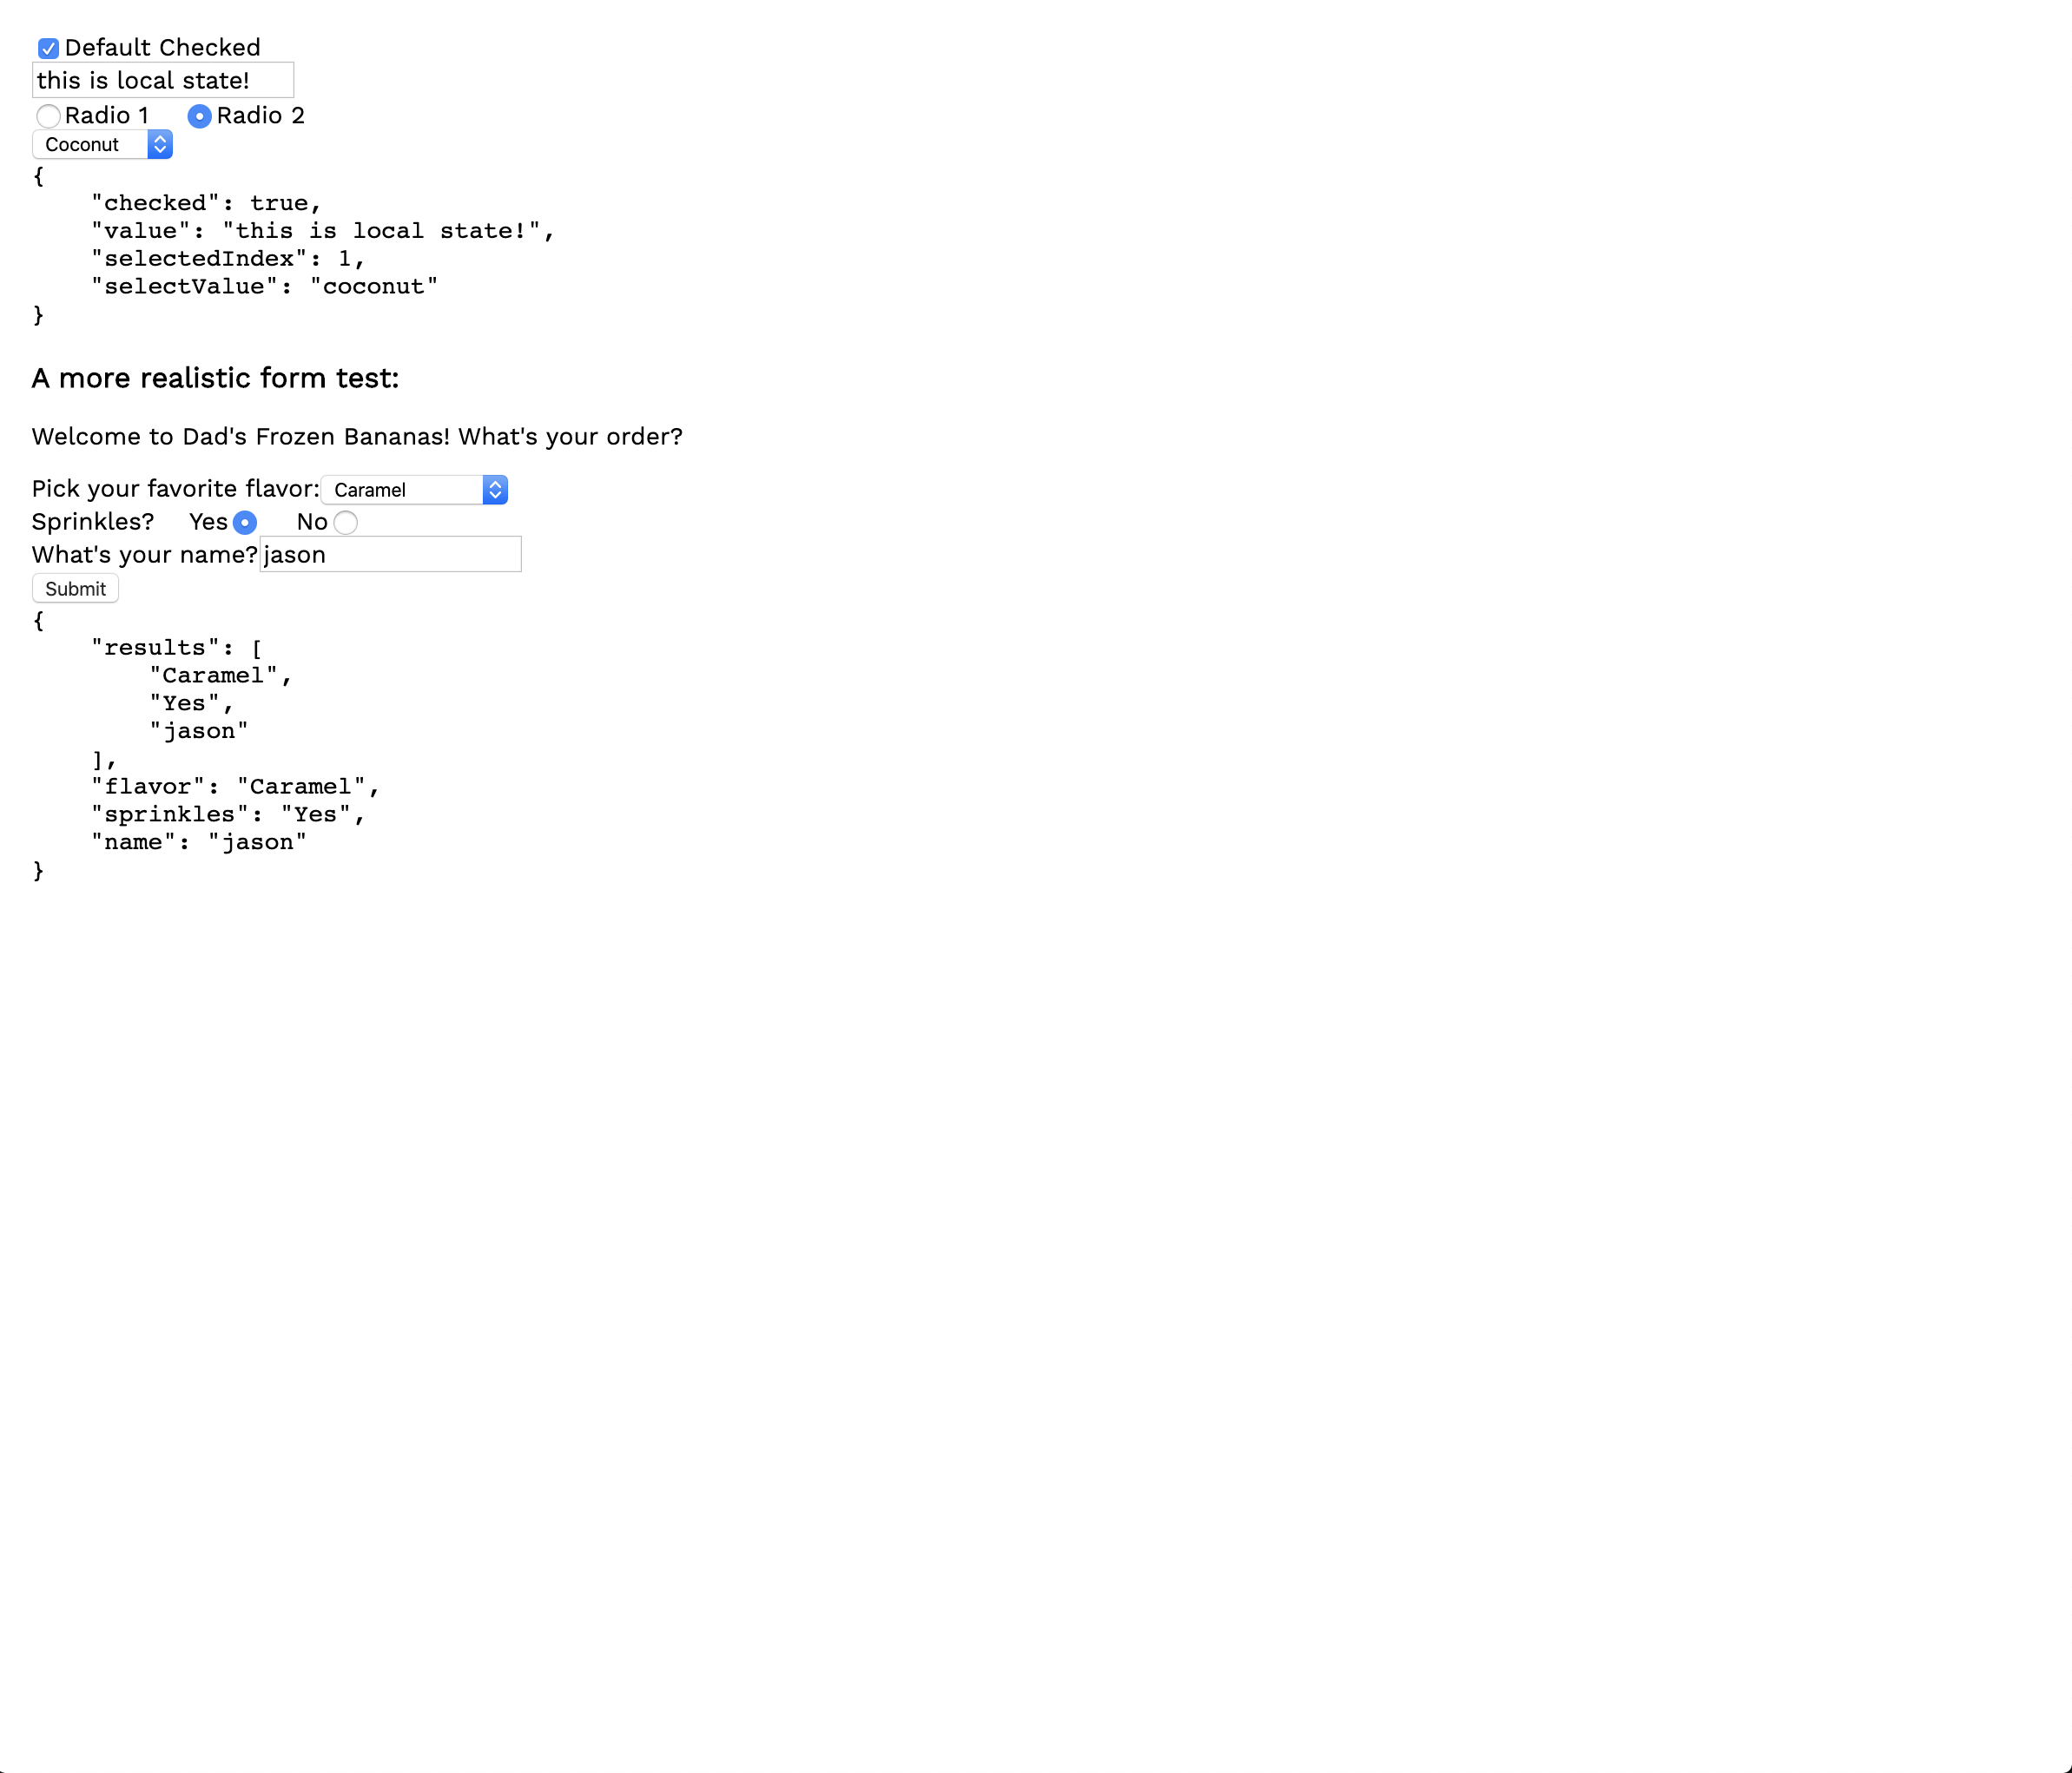 Default Checked
this is local state!
Radio 1 Radio 2
Coconut
{
    "checked": true,
    "value": "this is local state!",
    "selectedIndex": 1,
    "selectValue": "coconut"
}
A more realistic form test:
Welcome to Dad's Frozen Bananas! What's your order?
Pick your favorite flavor: Caramel
Sprinkles? Yes No
What's your name? jason
Submit
{
    "results": [
        "Caramel",
        "Yes",
        "jason"
    ],
    "flavor": "Caramel",
    "sprinkles": "Yes",
    "name": "jason"
}